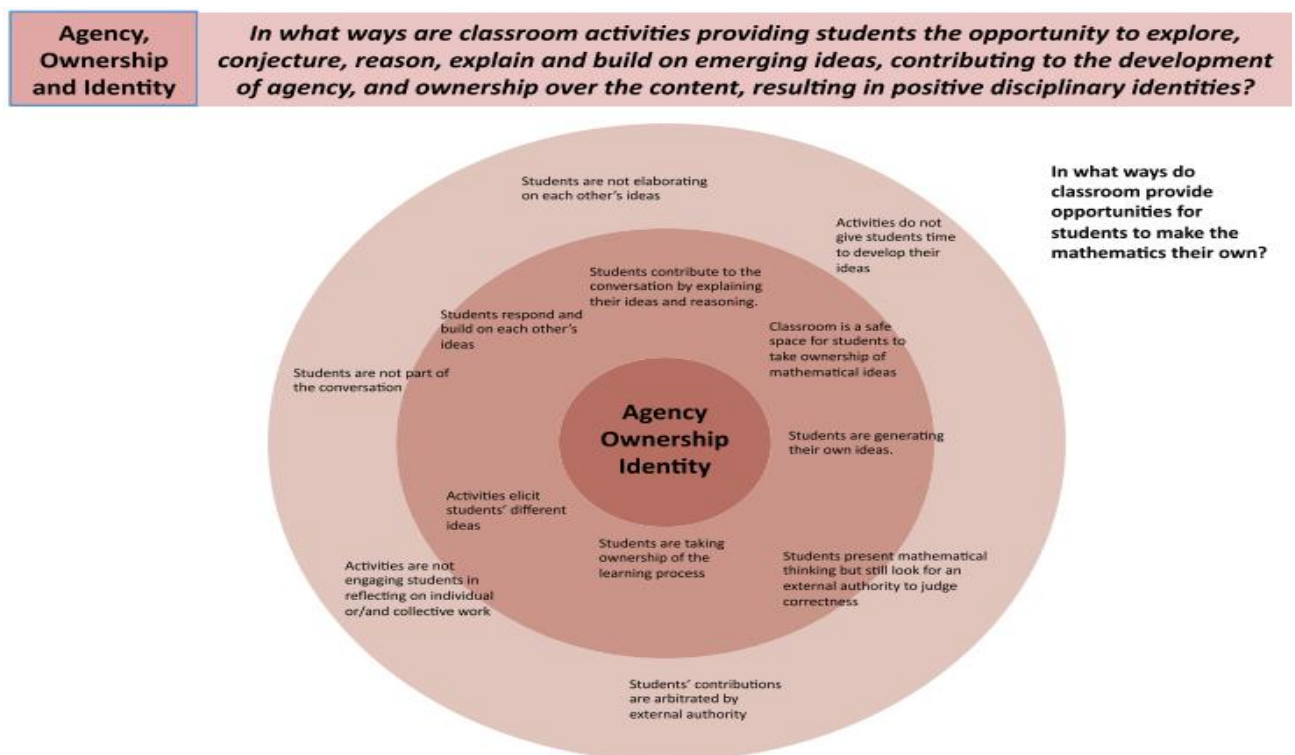 Agency,
Ownership
and Identity
In what ways are classroom activities providing students the opportunity to explore,
conjecture, reason, explain and build on emerging ideas, contributing to the development
of agency, and ownership over the content, resulting in positive disciplinary identities?
In what ways do
classroom provide
opportunities for
students to make the
mathematics their own?
Students are not elaborating
on each other's ideas
Activities do not
give students time
to develop their
ideas
Students contribute to the
conversation by explaining
their ideas and reasoning.
Students respond and
build on each other's
ideas
Classroom is a safe
space for students to
take ownership of
mathematical ideas
Students are not part of
the conversation
Agency
Ownership
Identity
Students are generating
their own ideas.
Activities elicit
students' different
ideas
Students are taking
ownership of the
learning process
Students present mathematical
thinking but still look for an
external authority to judge
correctness
Activities are not
engaging students in
reflecting on individual
or/and collective work
Students' contributions
are arbitrated by
external authority